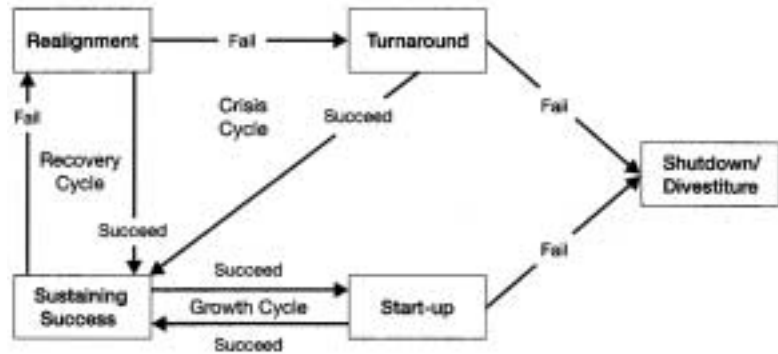 Realignment
Fail
Turnaround
Fail
Crisis
Cycle
Succeed
Fail
Recovery
Cycle
Shutdown/
Divestiture
Succeed
Fail
Succeed
Sustaining
Success
Growth Cycle
Start-up
Succeed